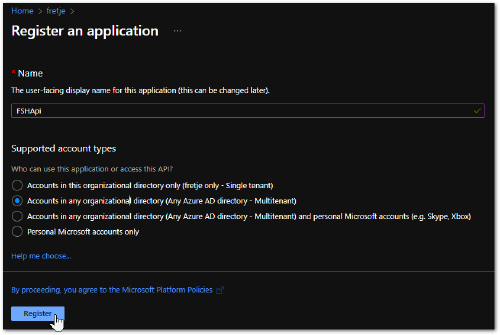 Home > fretje >
Register an application ...
* Name
The user-facing display name for this application (this can be changed later).
FSHApi
Supported account types
Who can use this application or access this API?
Accounts in this organizational directory only (fretje only - Single tenant)
Accounts in any organizational directory (Any Azure AD directory - Multitenant)
Accounts in any organizational directory (Any Azure AD directory - Multitenant) and personal Microsoft accounts (e.g. Skype, Xbox)
Personal Microsoft accounts only
Help me choose...
By proceeding, you agree to the Microsoft Platform Policies
Register